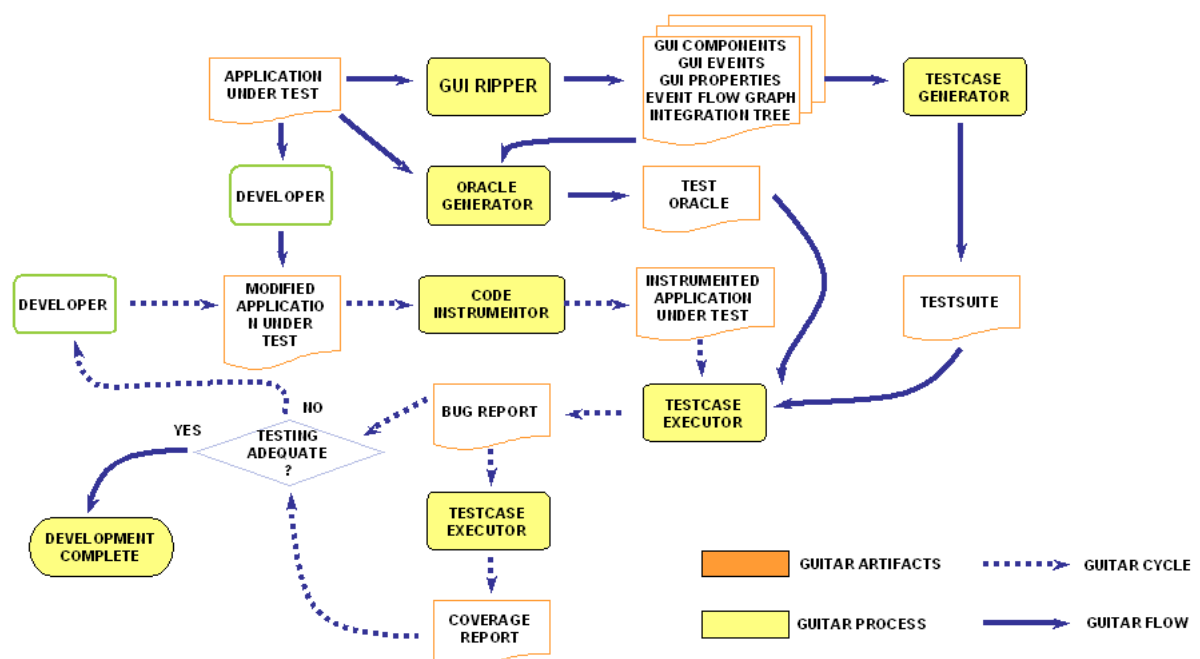 APPLICATION
UNDER TEST
GUI RIPPER
GUI COMPONENTS
GUI EVENTS
GUI PROPERTIES
EVENT FLOW GRAPH
INTEGRATION TREE
TESTCASE
GENERATOR
DEVELOPER
ORACLE
GENERATOR
TEST
ORACLE
DEVELOPER
MODIFIED
APPLICATIO
N UNDER
TEST
CODE
INSTRUMENTOR
INSTRUMENTED
APPLICATION
UNDER TEST
TESTSUITE
NO
BUG REPORT
TESTCASE
EXECUTOR
YES
TESTING
ADEQUATE
?
DEVELOPMENT
COMPLETE
TESTCASE
EXECUTOR
COVERAGE
REPORT
GUITAR ARTIFACTS
GUITAR CYCLE
GUITAR PROCESS
GUITAR FLOW